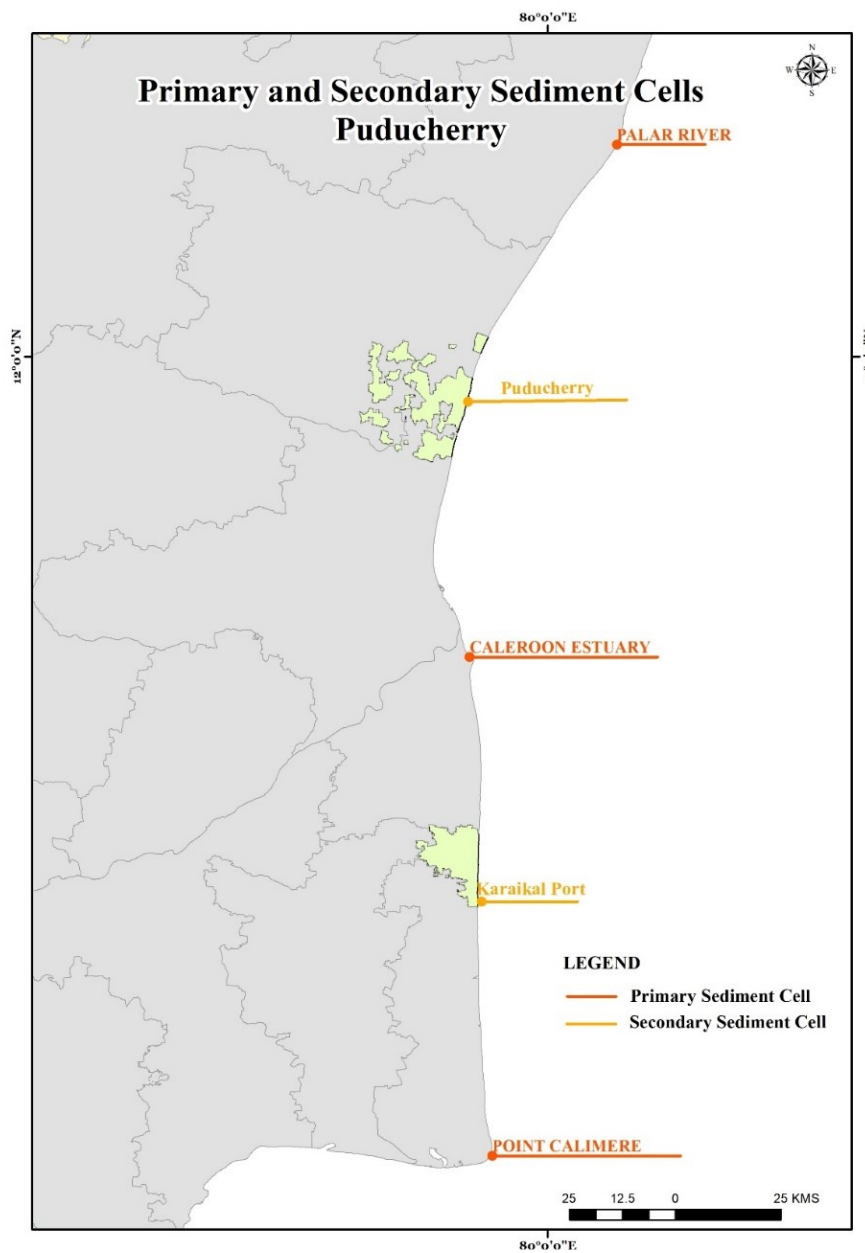 80°0'0"E
N
W E
S
Primary and Secondary Sediment Cells
Puducherry
PALAR RIVER
12°0'0"N
Puducherry
CALEROON ESTUARY
Karaikal Port
LEGEND
Primary Sediment Cell
Secondary Sediment Cell
POINT CALIMERE
25 12.5 0 25 KMS
80°0'0"E